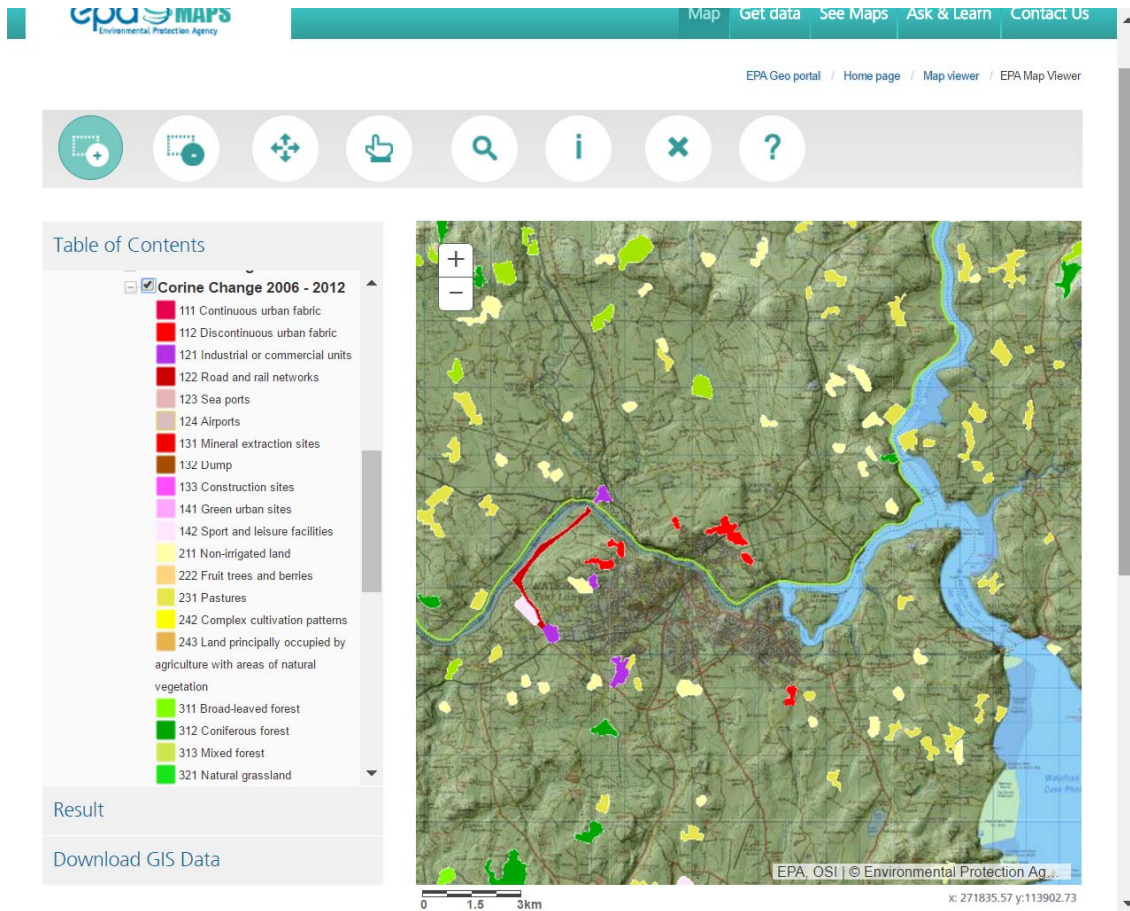 epa MAPS
Environmental Protection Agency
Map Get data See Maps Ask & Learn Contact Us
EPA Geo portal / Home page / Map viewer / EPA Map Viewer
+ - i ?
Table of Contents
Corine Change 2006 - 2012
111 Continuous urban fabric
112 Discontinuous urban fabric
121 Industrial or commercial units
122 Road and rail networks
123 Sea ports
124 Airports
131 Mineral extraction sites
132 Dump
133 Construction sites
141 Green urban sites
142 Sport and leisure facilities
211 Non-irrigated land
222 Fruit trees and berries
231 Pastures
242 Complex cultivation patterns
243 Land principally occupied by
agriculture with areas of natural
vegetation
311 Broad-leaved forest
312 Coniferous forest
313 Mixed forest
321 Natural grassland
Result
Download GIS Data
+
−
Waterford
EPA, OSI | © Environmental Protection Ag...
0 1.5 3km
x: 271835.57 y:113902.73